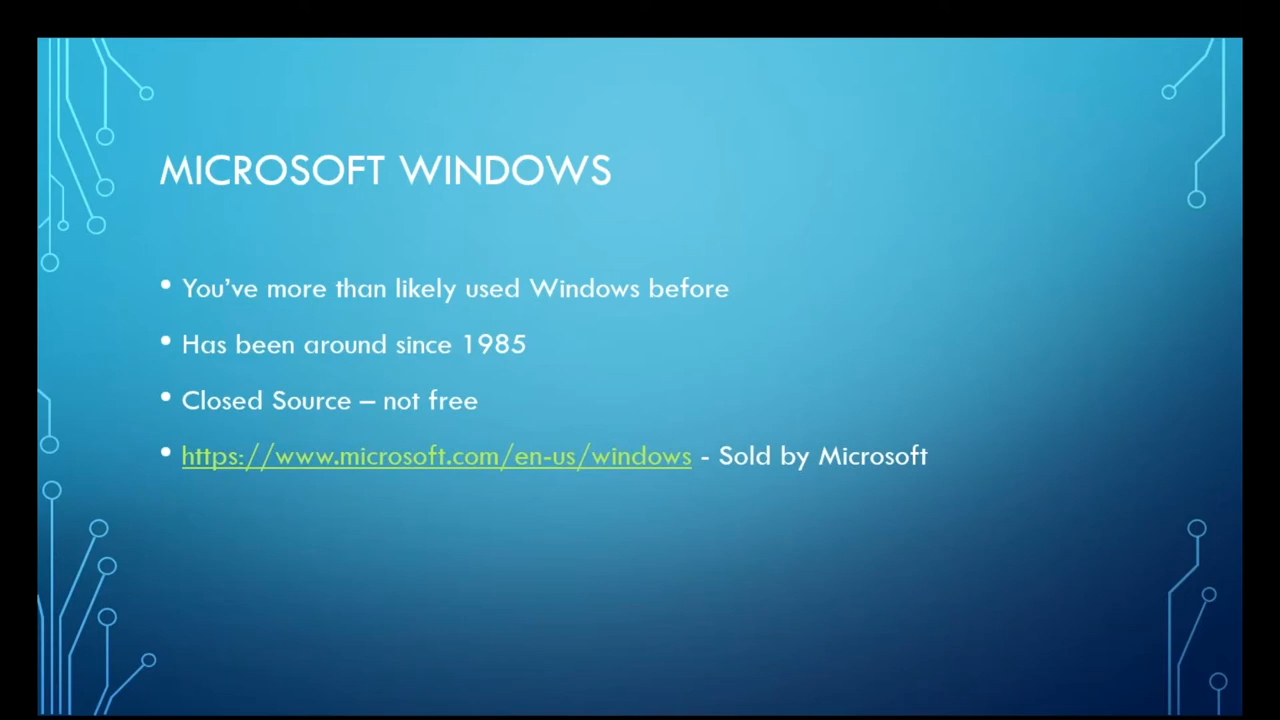 MICROSOFT WINDOWS
• You’ve more than likely used Windows before
• Has been around since 1985
• Closed Source – not free
• https://www.microsoft.com/en-us/windows - Sold by Microsoft